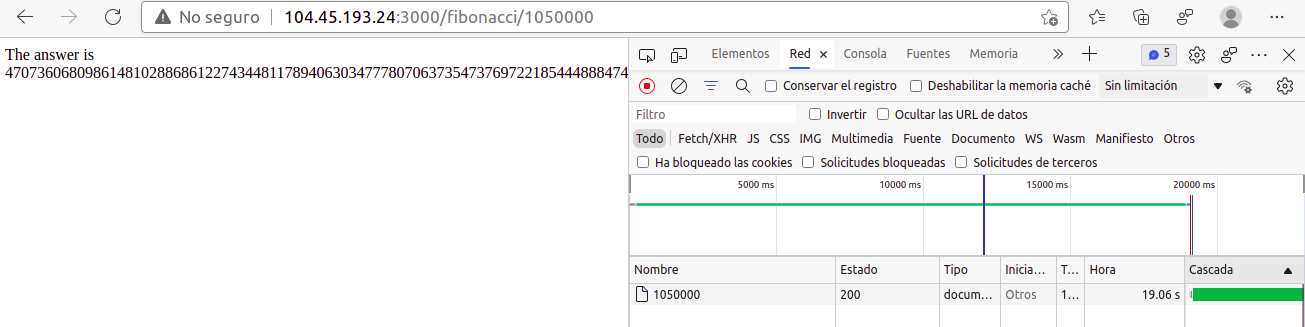 No seguro 104.45.193.24:3000/fibonacci/1050000
The answer is
4707360680986148102886861227434481178940630347778070637354737697221854448884 74
Elementos Red Consola Fuentes Memoria 5
Conservar el registro Deshabilitar la memoria caché Sin limitación
Filtro Invertir Ocultar las URL de datos
Todo Fetch/XHR JS CSS IMG Multimedia Fuente Documento WS Wasm Manifiesto Otros
Ha bloqueado las cookies Solicitudes bloqueadas Solicitudes de terceros
5000 ms 10000 ms 15000 ms 20000 ms
Nombre Estado Tipo Inicia... T... Hora Cascada
1050000 200 docum... Otros 1... 19.06 s